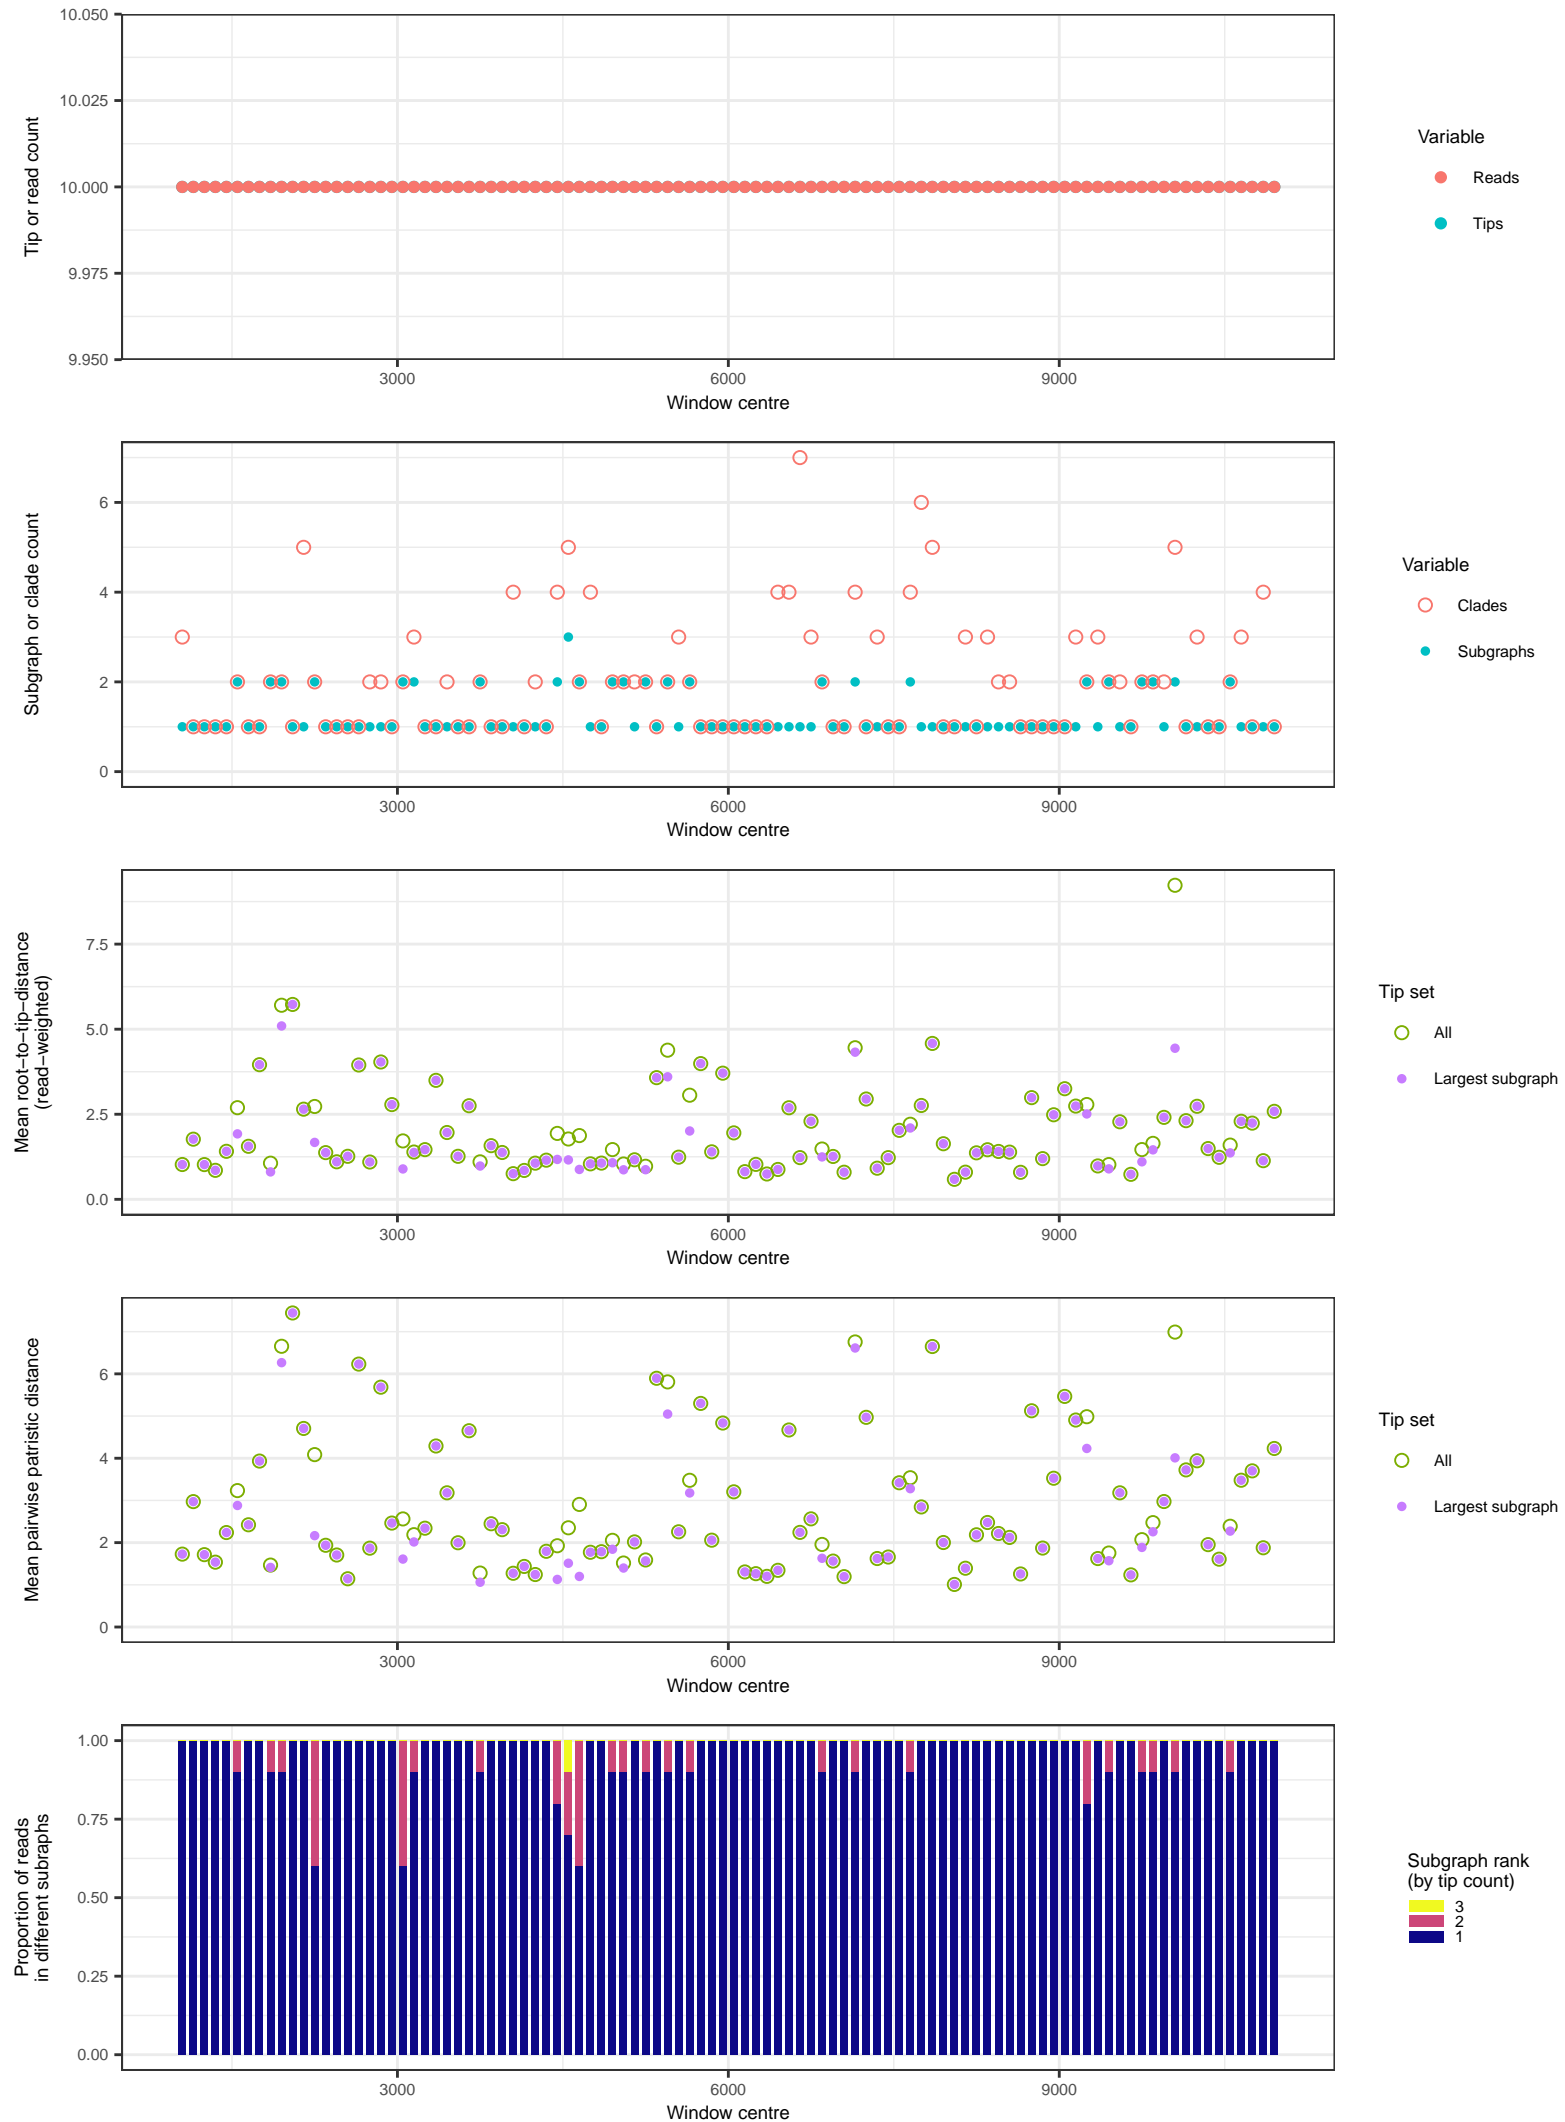 10.050
10.025
10.000
9.975
9.950
Tip or read count
3000
6000
9000
Window centre
Variable
Reads
Tips
6
4
2
0
Subgraph or clade count
3000
6000
9000
Window centre
Variable
Clades
Subgraphs
7.5
5.0
2.5
0.0
Mean root−to−tip−distance
(read−weighted)
3000
6000
9000
Window centre
Tip set
All
Largest subgraph
6
4
2
0
Mean pairwise patristic distance
3000
6000
9000
Window centre
Tip set
All
Largest subgraph
1.00
0.75
0.50
0.25
0.00
Proportion of reads
in different subraphs
3000
6000
9000
Window centre
Subgraph rank
(by tip count)
3
2
1